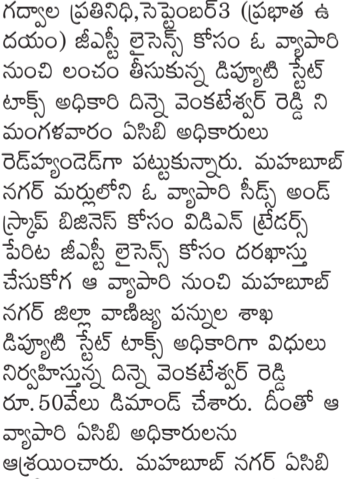 గద్వాల ప్రతినిధి,సెప్టెంబర్3 (ప్రభాత ఉ
దయం) జీఎస్టీ లైసెన్స్ కోసం ఓ వ్యాపారి
నుంచి లంచం తీసుకున్న డిప్యూటి స్టేట్
టాక్స్ అధికారి దిన్నె వెంకటేశ్వర్ రెడ్డి ని
మంగళవారం ఏసిబి అధికారులు
రెడ్‌హ్యాండెడ్‌గా పట్టుకున్నారు. మహబూబ్
నగర్ మర్లులోని ఓ వ్యాపారి సీడ్స్ అండ్
స్క్రాప్ బిజినెస్ కోసం విడిఎన్ ట్రేడర్స్
పేరిట జీఎస్టీ లైసెన్స్ కోసం దరఖాస్తు
చేసుకోగ ఆ వ్యాపారి నుంచి మహబూబ్
నగర్ జిల్లా వాణిజ్య పన్నుల శాఖ
డిప్యూటి స్టేట్ టాక్స్ అధికారిగా విధులు
నిర్వహిస్తున్న దిన్నె వెంకటేశ్వర్ రెడ్డి
రూ.50వేలు డిమాండ్ చేశారు. దీంతో ఆ
వ్యాపారి ఏసిబి అధికారులను
ఆశ్రయించారు. మహబూబ్ నగర్ ఏసిబి